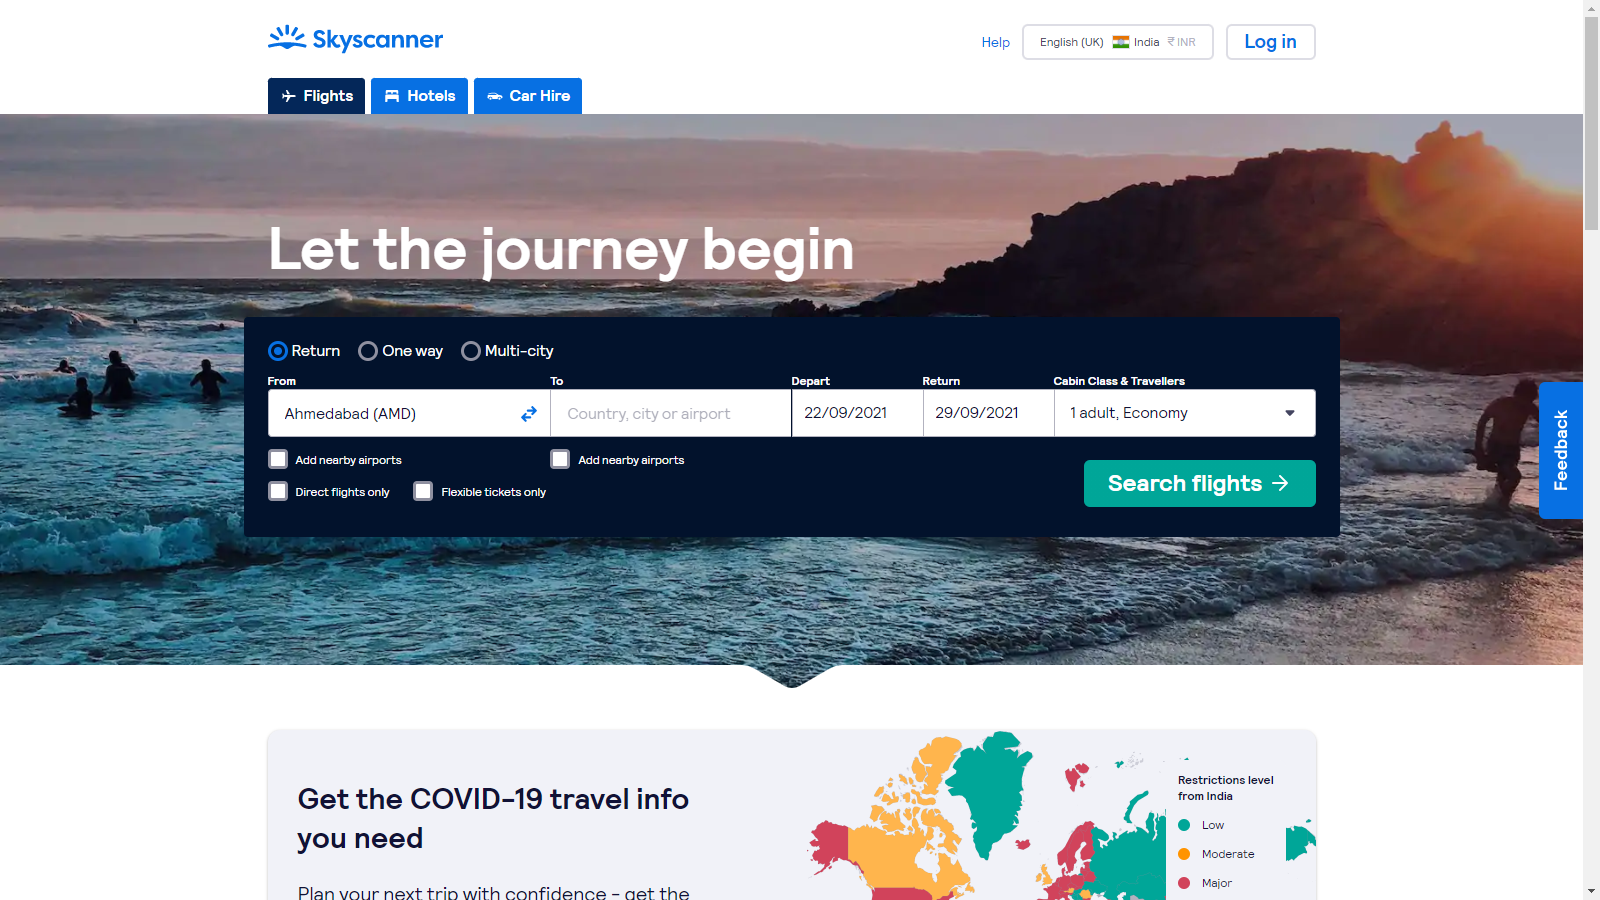 Skyscanner
Help
English (UK) India ₹ INR
Log in
Flights
Hotels
Car Hire
Let the journey begin
Return One way Multi-city
From To Depart Return Cabin Class & Travellers
Ahmedabad (AMD) Country, city or airport 22/09/2021 29/09/2021 1 adult, Economy
Add nearby airports Add nearby airports
Direct flights only Flexible tickets only
Search flights
Feedback
Get the COVID-19 travel info
you need
Plan your next trip with confidence - get the
Restrictions level
from India
Low
Moderate
Major